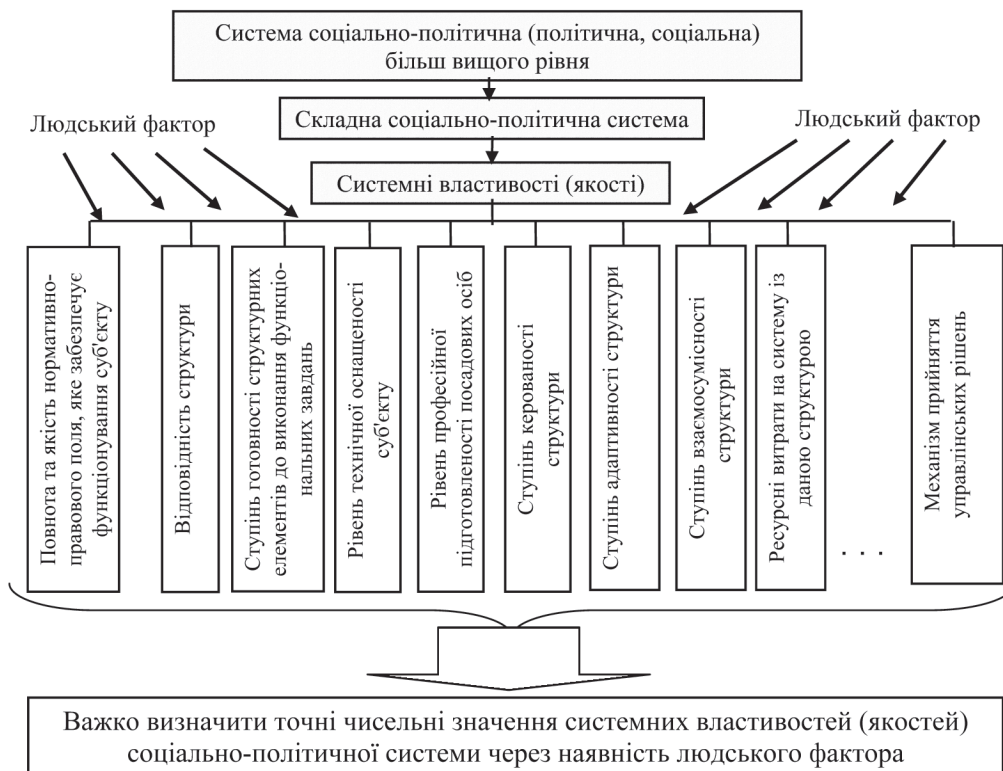 Система соціально-політична (політична, соціальна)
більш вищого рівня
Складна соціально-політична система
Людський фактор
Людський фактор
Системні властивості (якості)
Повнота та якість нормативно-
правового поля, яке забезпечує
функціонування суб'єкту
Відповідність структури
Ступінь готовності структурних
елементів до виконання функціо-
нальних завдань
Рівень технічної оснащеності
суб'єкту
Рівень професійної
підготовленості посадових осіб
Ступінь керованості
структури
Ступінь адаптивності структури
Ступінь взаємосумісності
структури
Ресурсні витрати на систему із
даною структурою
. . .
Механізм прийняття
управлінських рішень
Важко визначити точні чисельні значення системних властивостей (якостей)
соціально-політичної системи через наявність людського фактора